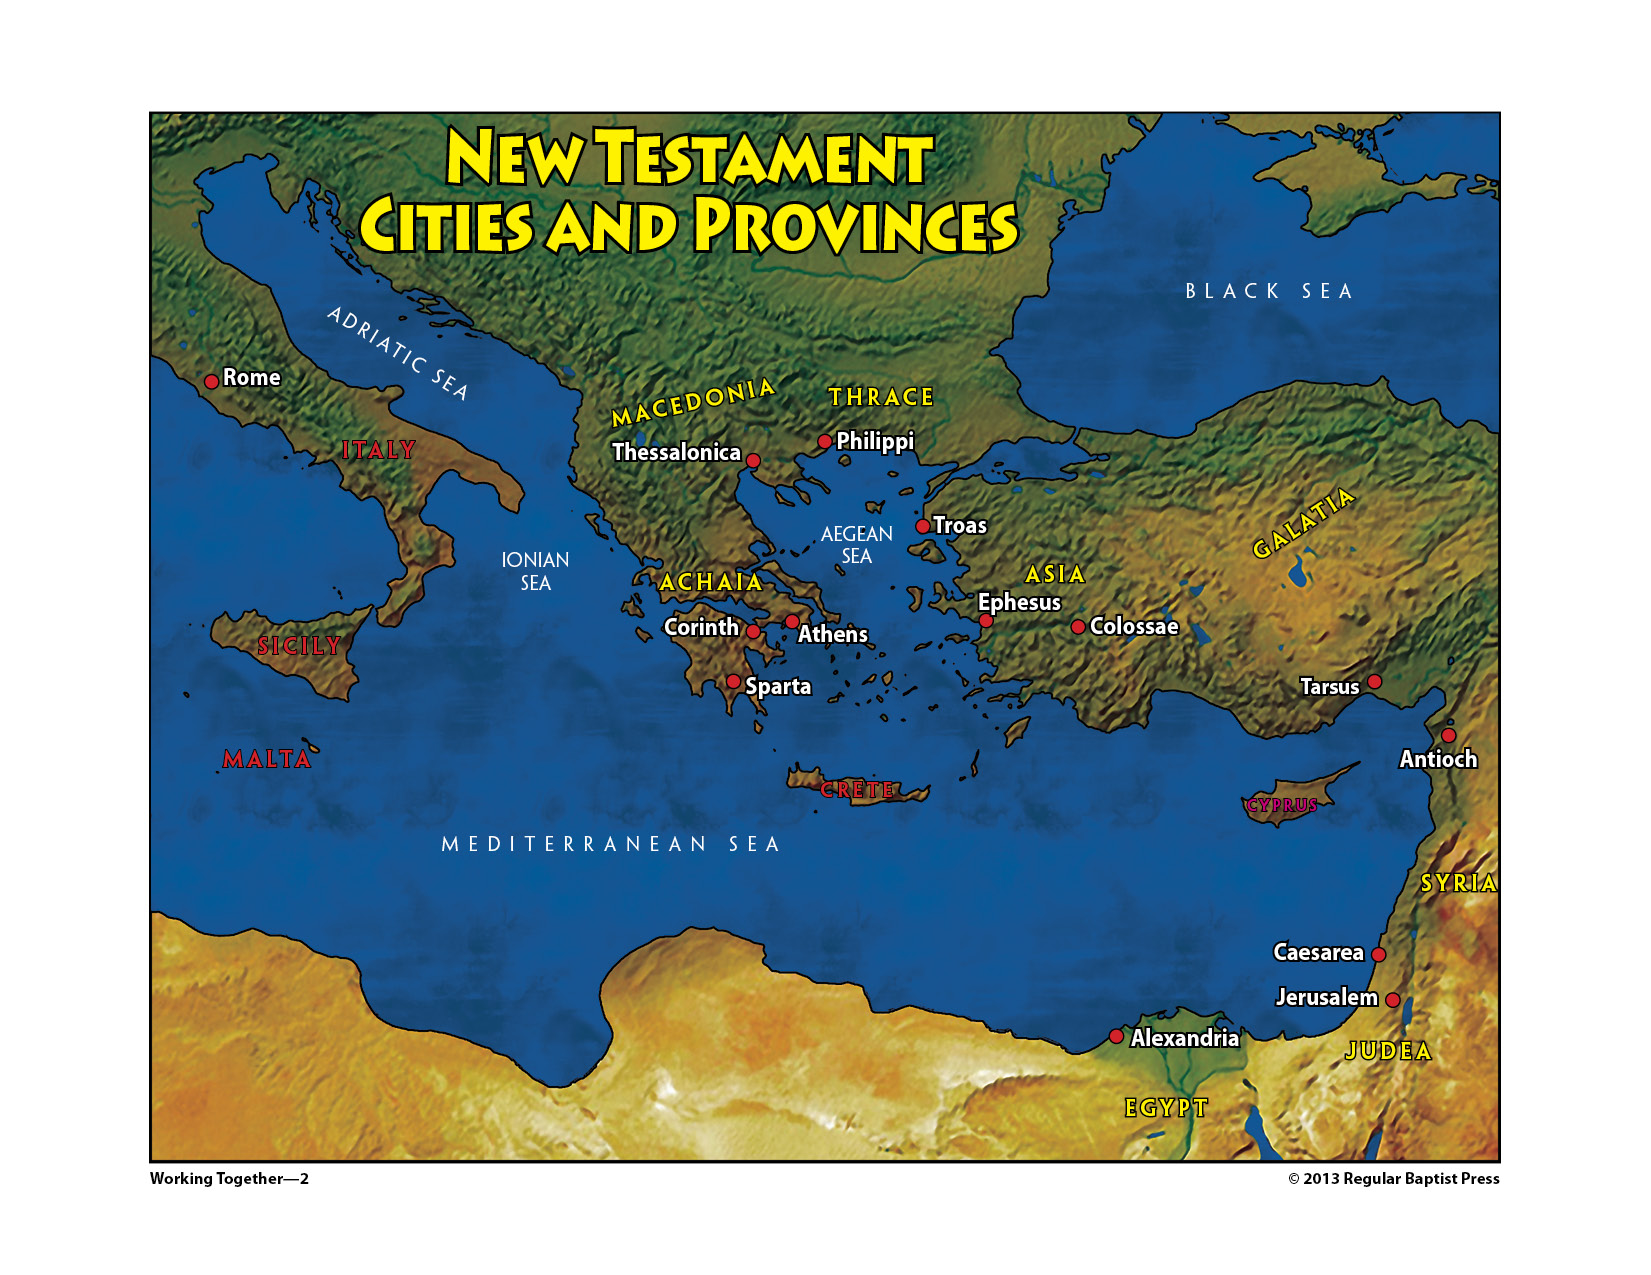 NEW TESTAMENT
CITIES AND PROVINCES
BLACK SEA
ADRIATIC SEA
Rome
MACEDONIA
THRACE
ITALY
Thessalonica
Philippi
GALATIA
Troas
AEGEAN
SEA
IONIAN
SEA
ACHAIA
ASIA
Ephesus
Corinth
Athens
Colossae
SICILY
Sparta
Tarsus
MALTA
Antioch
CRETE
CYPRUS
MEDITERRANEAN SEA
SYRIA
Caesarea
Jerusalem
Alexandria
JUDEA
EGYPT
Working Together—2
© 2013 Regular Baptist Press